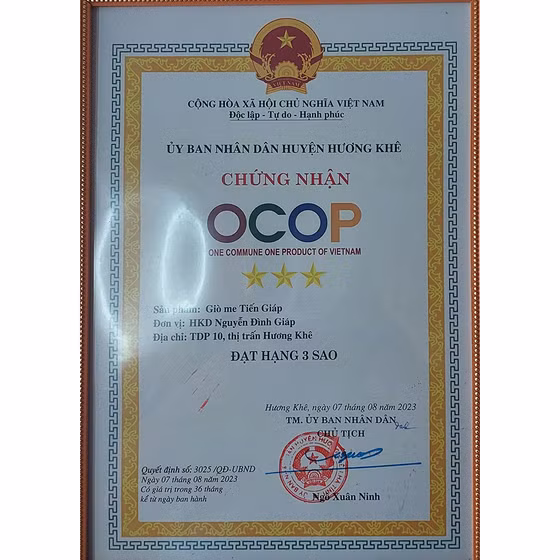 VIỆT NAM
CỘNG HÒA XÃ HỘI CHỦ NGHĨA VIỆT NAM
Độc lập - Tự do - Hạnh phúc
ỦY BAN NHÂN DÂN HUYỆN HƯƠNG KHÊ
CHỨNG NHẬN
OCOP
ONE COMMUNE ONE PRODUCT OF VIETNAM
Sản phẩm: Giò me Tiến Giáp
Đơn vị: HKD Nguyễn Đình Giáp
Địa chỉ: TDP 10, thị trấn Hương Khê
ĐẠT HẠNG 3 SAO
Hương Khê, ngày 07 tháng 08 năm 2023
TM. ỦY BAN NHÂN DÂN
CHỦ TỊCH
Quyết định số: 3025 /QĐ-UBND
Ngày 07 tháng 08 năm 2023
Có giá trị trong 36 tháng
kể từ ngày ban hành
Ngô Xuân Ninh